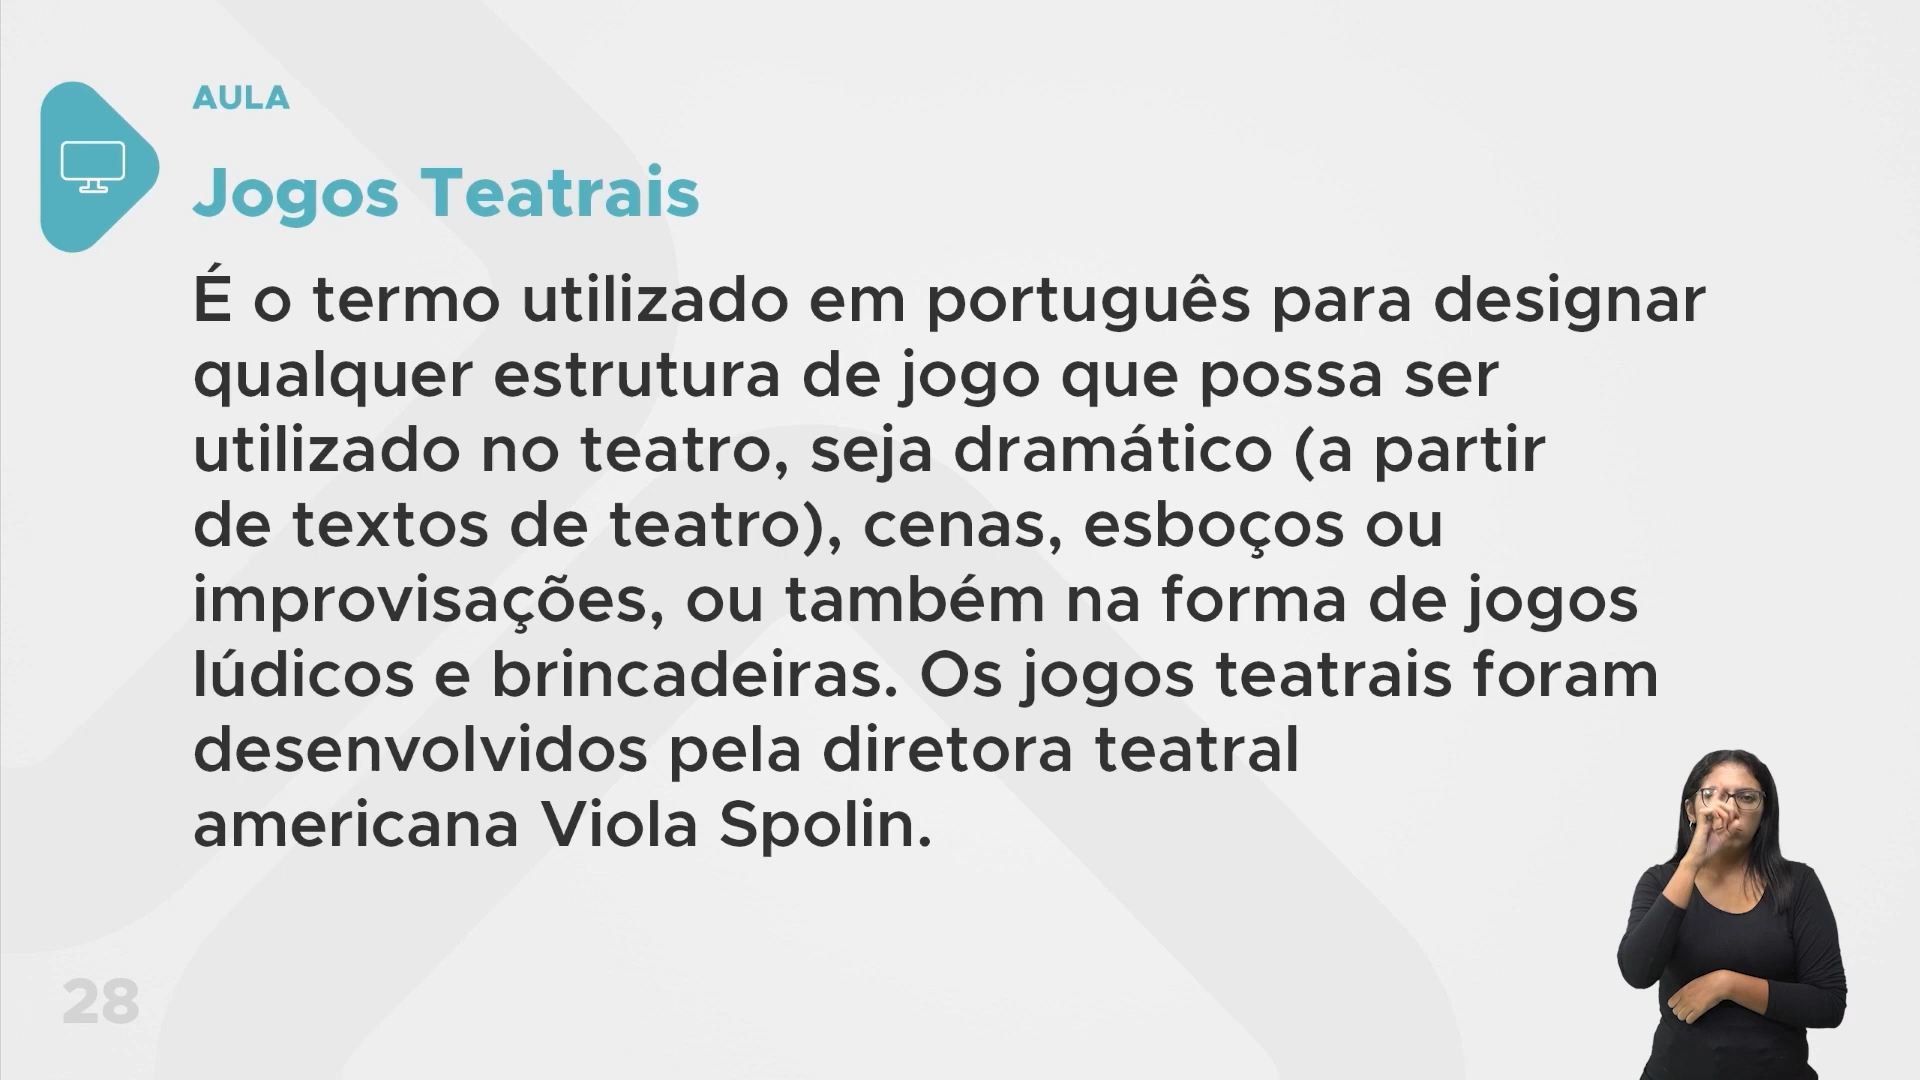 AULA
Jogos Teatrais
É o termo utilizado em português para designar
qualquer estrutura de jogo que possa ser
utilizado no teatro, seja dramático (a partir
de textos de teatro), cenas, esboços ou
improvisações, ou também na forma de jogos
lúdicos e brincadeiras. Os jogos teatrais foram
desenvolvidos pela diretora teatral
americana Viola Spolin.
28